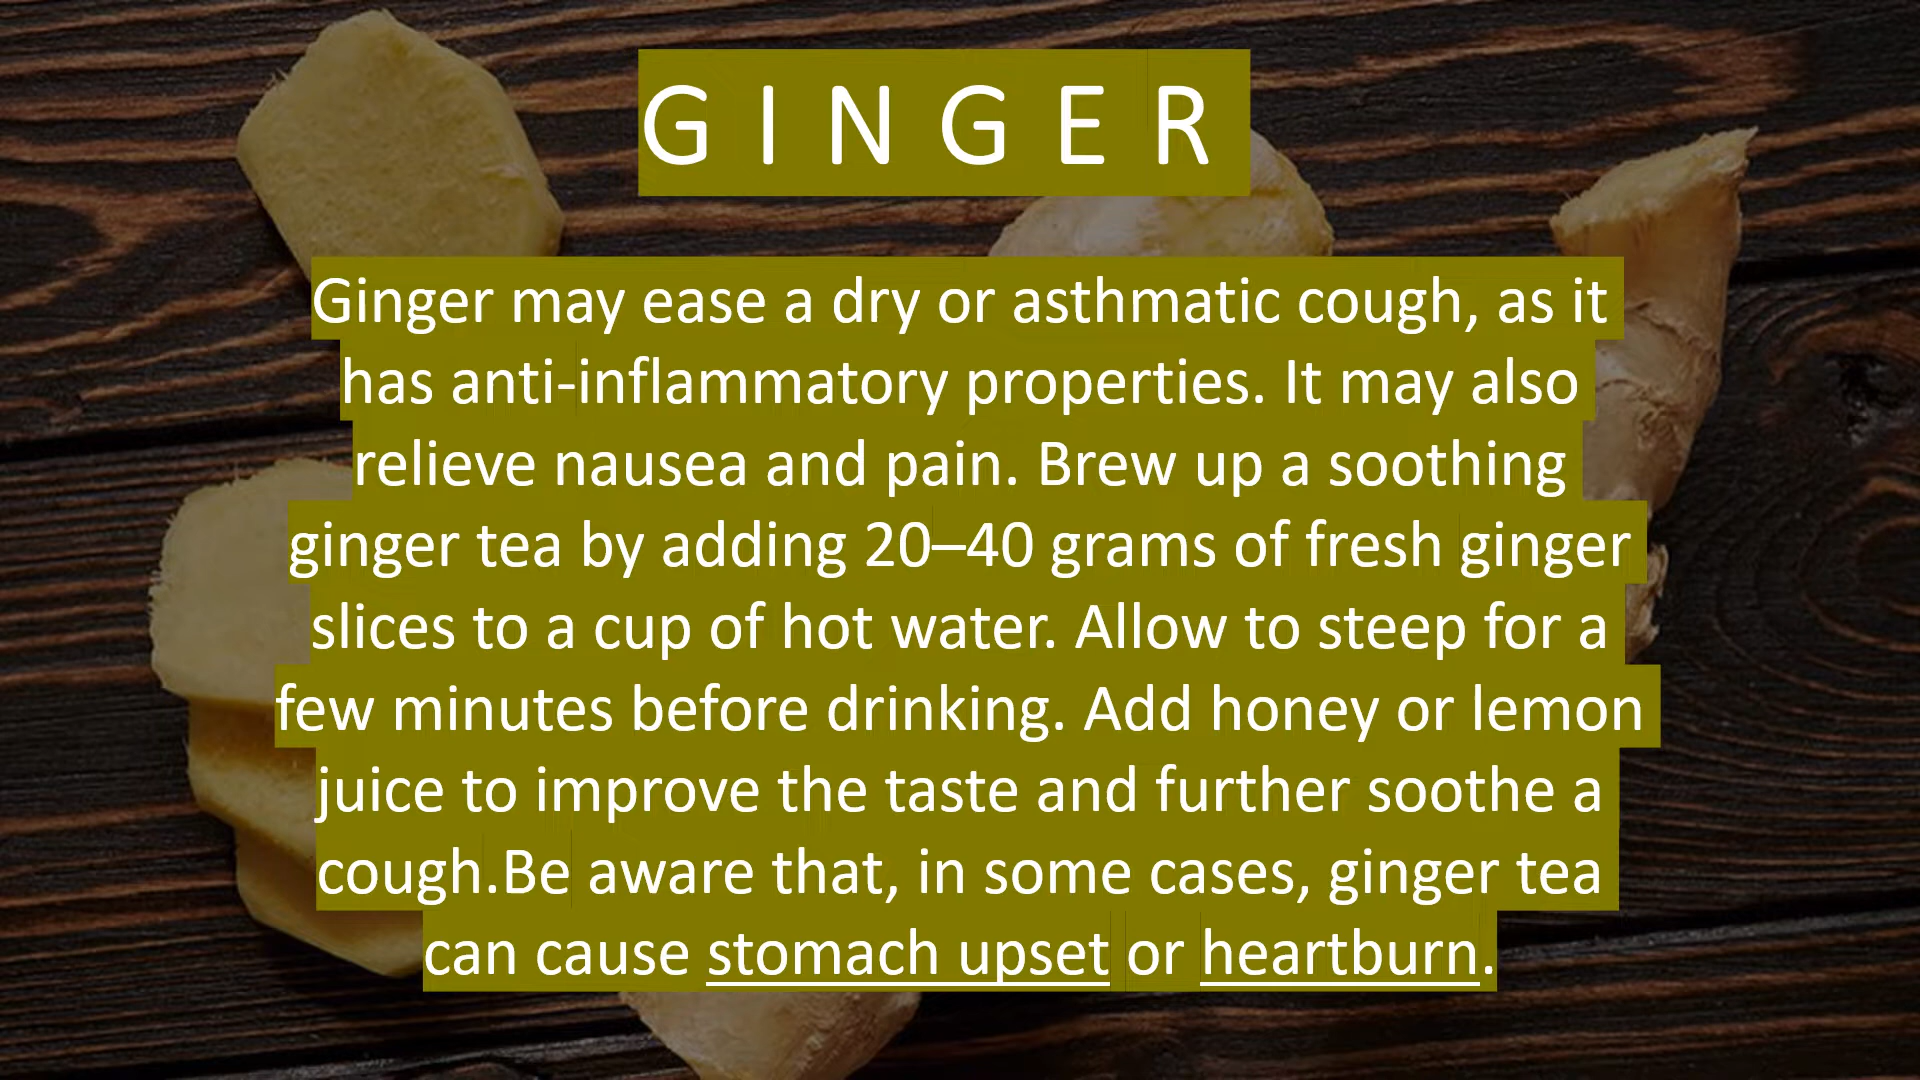 G I N G E R
Ginger may ease a dry or asthmatic cough, as it
has anti-inflammatory properties. It may also
relieve nausea and pain. Brew up a soothing
ginger tea by adding 20–40 grams of fresh ginger
slices to a cup of hot water. Allow to steep for a
few minutes before drinking. Add honey or lemon
juice to improve the taste and further soothe a
cough.Be aware that, in some cases, ginger tea
can cause stomach upset or heartburn.